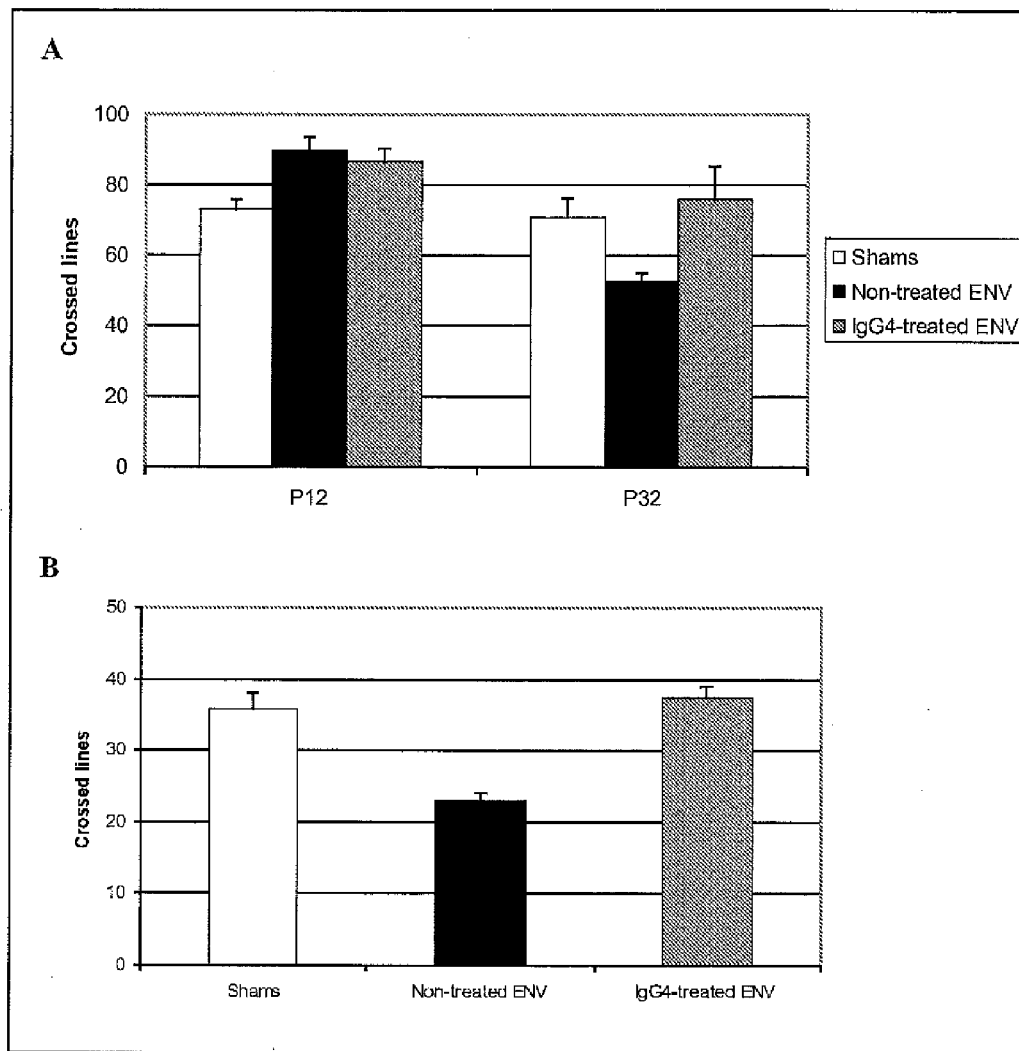 A
100
80
60
40
20
0
Crossed lines
P12
P32
Shams
Non-treated ENV
IgG4-treated ENV
B
50
40
30
20
10
0
Crossed lines
Shams
Non-treated ENV
IgG4-treated ENV